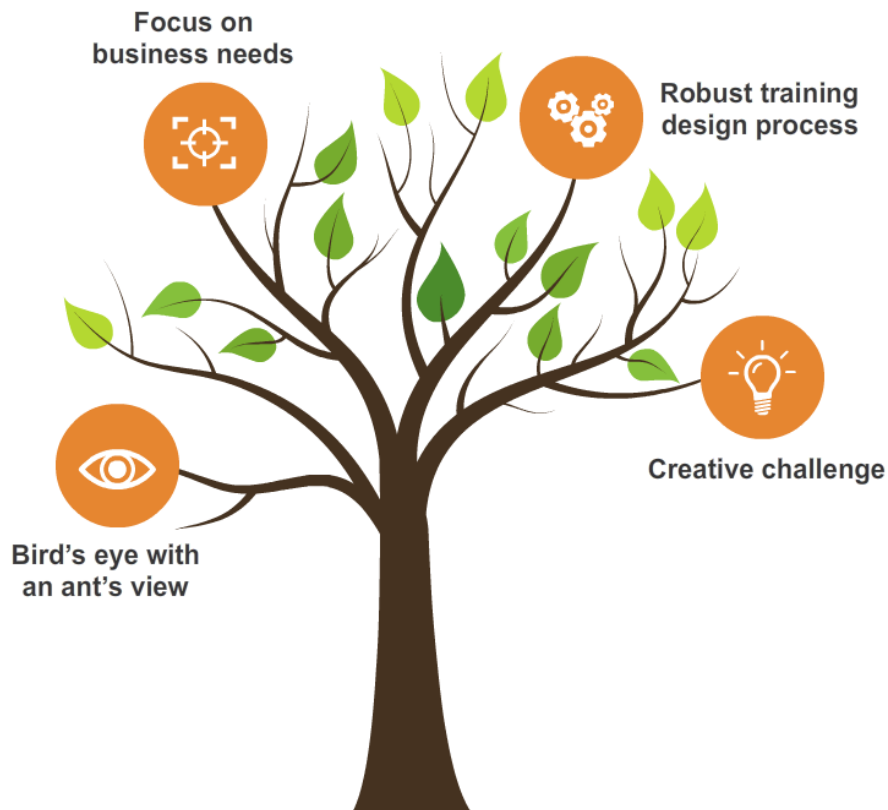 Focus on
business needs
Robust training
design process
Creative challenge
Bird's eye with
an ant's view